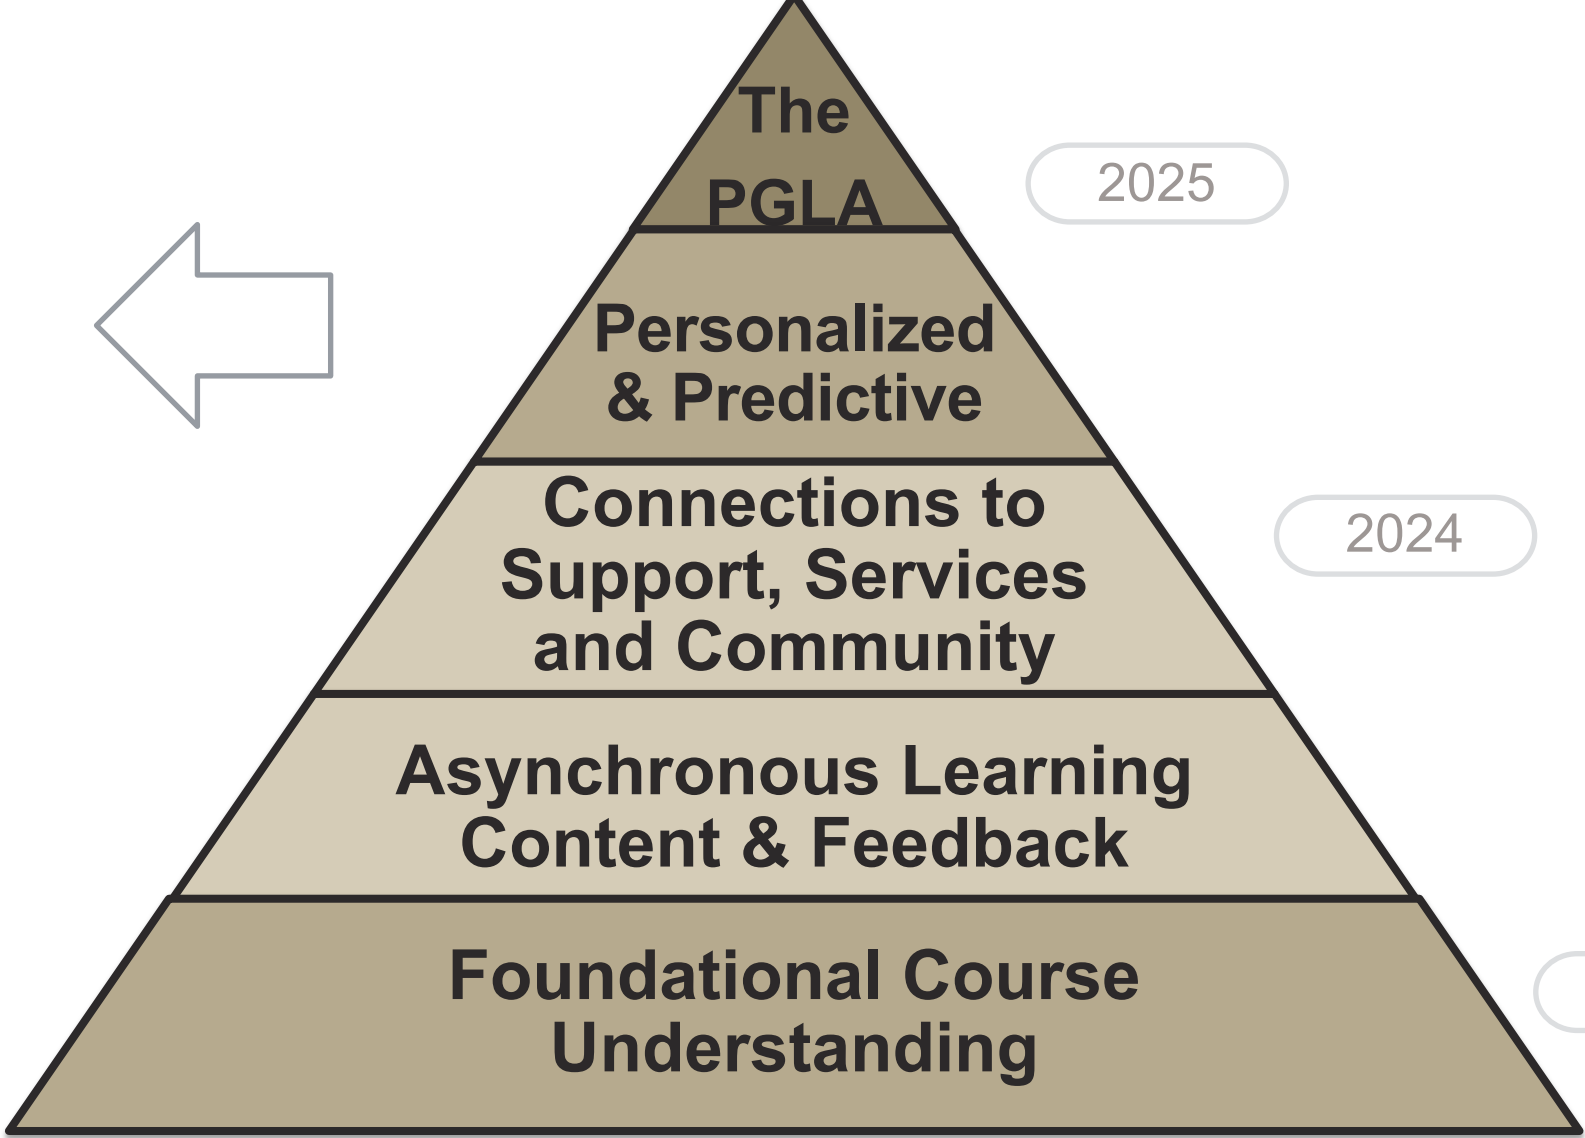 The
PGLA
2025
Personalized
& Predictive
Connections to
Support, Services
and Community
2024
Asynchronous Learning
Content & Feedback
Foundational Course
Understanding